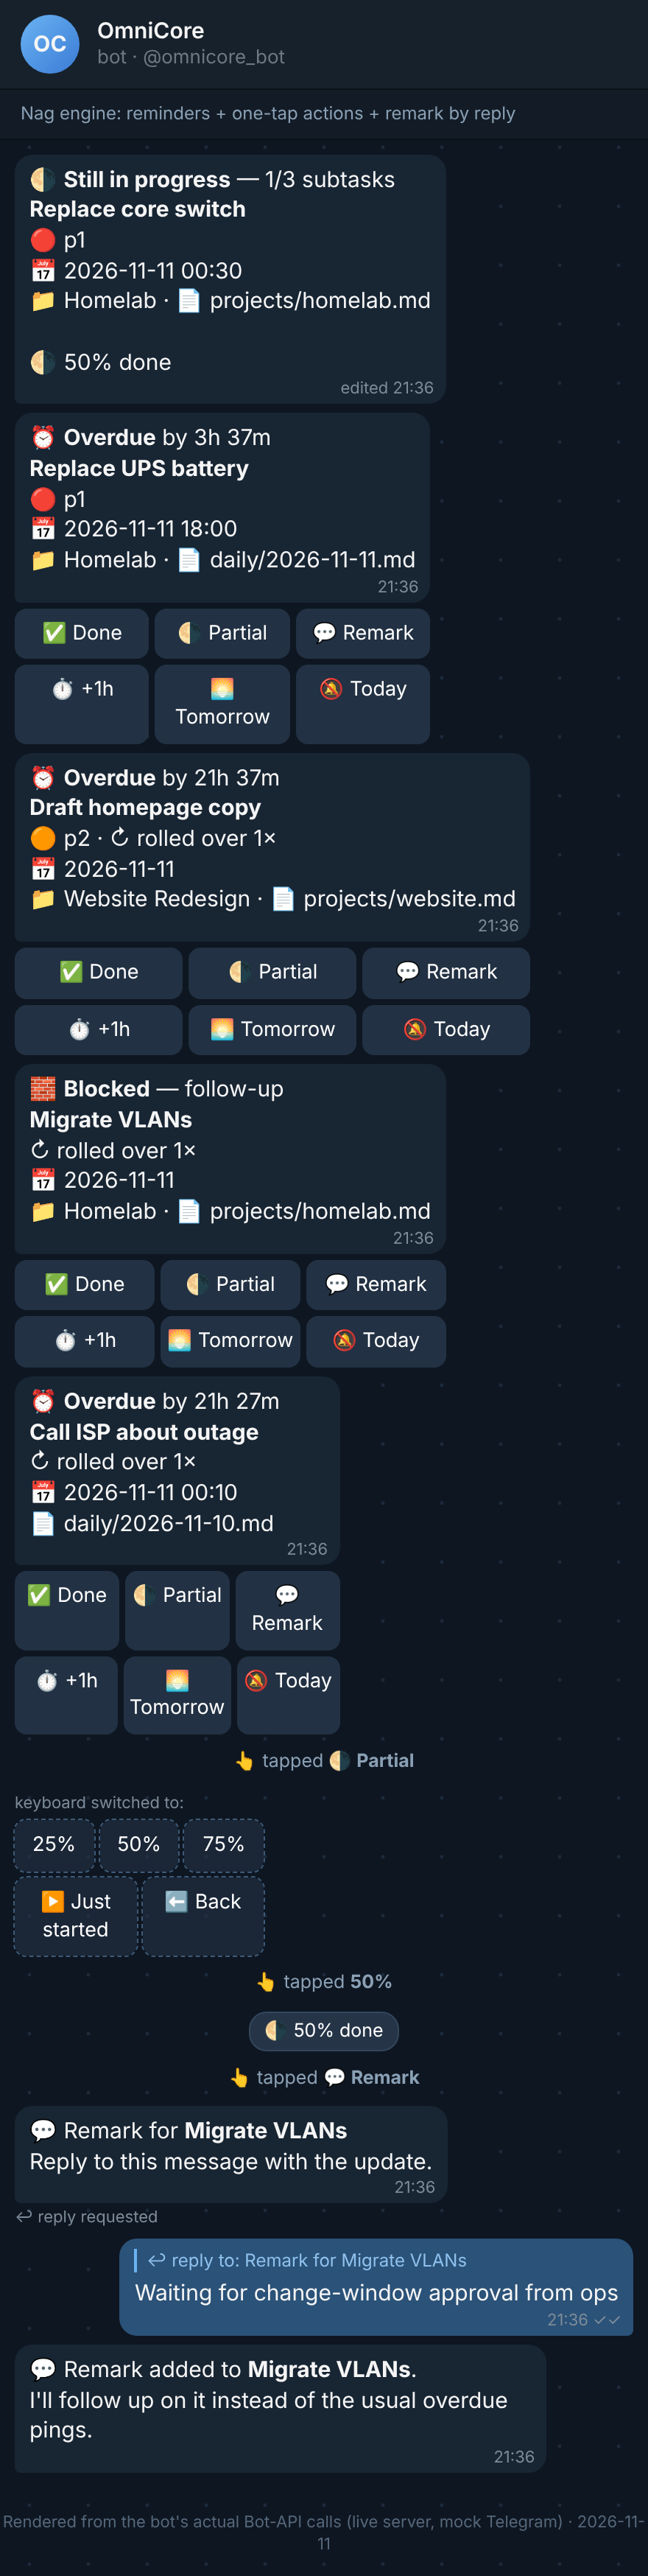 OC
OmniCore
bot · @omnicore_bot
Nag engine: reminders + one-tap actions + remark by reply
🌗 Still in progress — 1/3 subtasks
Replace core switch
🔴 p1
📅 2026-11-11 00:30
📁 Homelab · 📄 projects/homelab.md
🌗 50% done
edited 21:36
⏰ Overdue by 3h 37m
Replace UPS battery
🔴 p1
📅 2026-11-11 18:00
📁 Homelab · 📄 daily/2026-11-11.md
21:36
✅ Done 🌗 Partial 💬 Remark
⏱️ +1h 🌅 Tomorrow 🔕 Today
⏰ Overdue by 21h 37m
Draft homepage copy
🟠 p2 · ↻ rolled over 1×
📅 2026-11-11
📁 Website Redesign · 📄 projects/website.md
21:36
✅ Done 🌗 Partial 💬 Remark
⏱️ +1h 🌅 Tomorrow 🔕 Today
🧱 Blocked — follow-up
Migrate VLANs
↻ rolled over 1×
📅 2026-11-11
📁 Homelab · 📄 projects/homelab.md
21:36
✅ Done 🌗 Partial 💬 Remark
⏱️ +1h 🌅 Tomorrow 🔕 Today
⏰ Overdue by 21h 27m
Call ISP about outage
↻ rolled over 1×
📅 2026-11-11 00:10
📄 daily/2026-11-10.md
21:36
✅ Done 🌗 Partial 💬 Remark
⏱️ +1h 🌅 Tomorrow 🔕 Today
👆 tapped 🌗 Partial
keyboard switched to:
25% 50% 75%
▶️ Just started ⬅️ Back
👆 tapped 50%
🌗 50% done
👆 tapped 💬 Remark
💬 Remark for Migrate VLANs
Reply to this message with the update.
21:36
↩ reply requested
↩ reply to: Remark for Migrate VLANs
Waiting for change-window approval from ops
21:36 ✓✓
💬 Remark added to Migrate VLANs.
I'll follow up on it instead of the usual overdue
pings.
21:36
Rendered from the bot's actual Bot-API calls (live server, mock Telegram) · 2026-11-
11